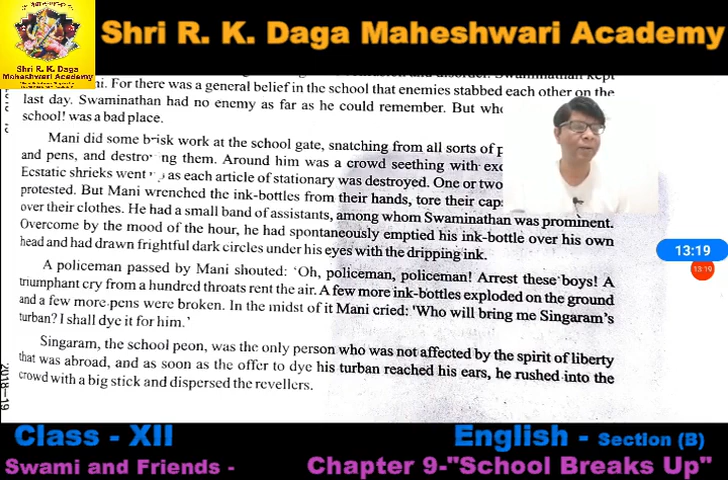 Shri R. K. Daga Maheshwari Academy
Shri R. K. Daga
Maheshwari Academy
disorder. Swaminathan kept
ni. For there was a general belief in the school that enemies stabbed each other on the
last day. Swaminathan had no enemy as far as he could remember. But
school! was a bad place.
Mani did some brisk work at the school gate, snatching from all sorts of
and pens, and destro ng them. Around him was a crowd seething with
Ecstatic shrieks went as each article of stationary was destroyed. One or two
protested. But Mani wrenched the ink-bottles from their hands, tore their
over their clothes. He had a small band of assistants, among whom Swaminathan was prominent.
Overcome by the mood of the hour, he had spontaneously emptied his ink-bottle over his own
head and had drawn frightful dark circles under his eyes with the dripping ink.
13:19
13:19
A policeman passed by Mani shouted: 'Oh, policeman, policeman! Arrest these boys! A
triumphant cry from a hundred throats rent the air. A few more ink-bottles exploded on the ground
and a few more pens were broken. In the midst of it Mani cried: 'Who will bring me Singaram's
turban? I shall dye it for him.'
Singaram, the school peon, was the only person who was not affected by the spirit of liberty
that was abroad, and as soon as the offer to dye his turban reached his ears, he rushed into the
crowd with a big stick and dispersed the revellers.
2018-19
Class - XII
English - Section (B)
Swami and Friends -
Chapter 9-"School Breaks Up"